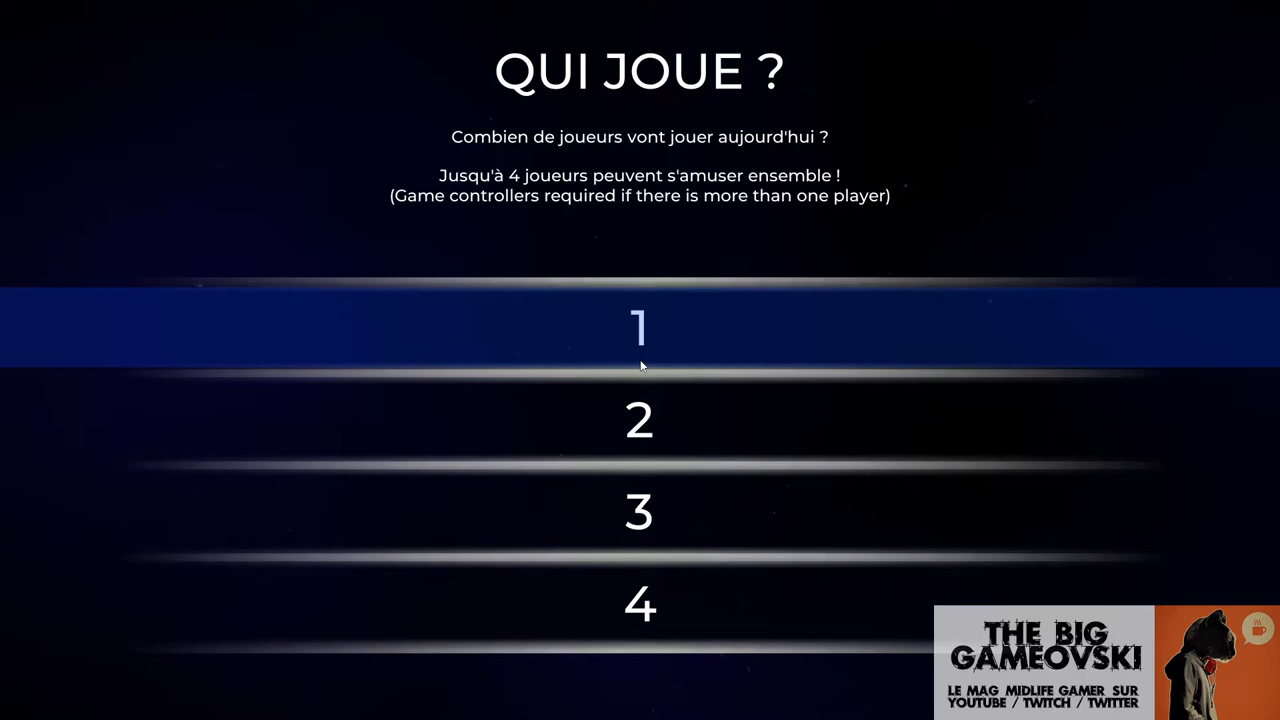 QUI JOUE ?
Combien de joueurs vont jouer aujourd'hui ?
Jusqu'à 4 joueurs peuvent s'amuser ensemble !
(Game controllers required if there is more than one player)
1
2
3
4
THE BIG
GAMEOVSKI
LE MAG MIDLIFE GAMER SUR
YOUTUBE / TWITCH / TWITTER